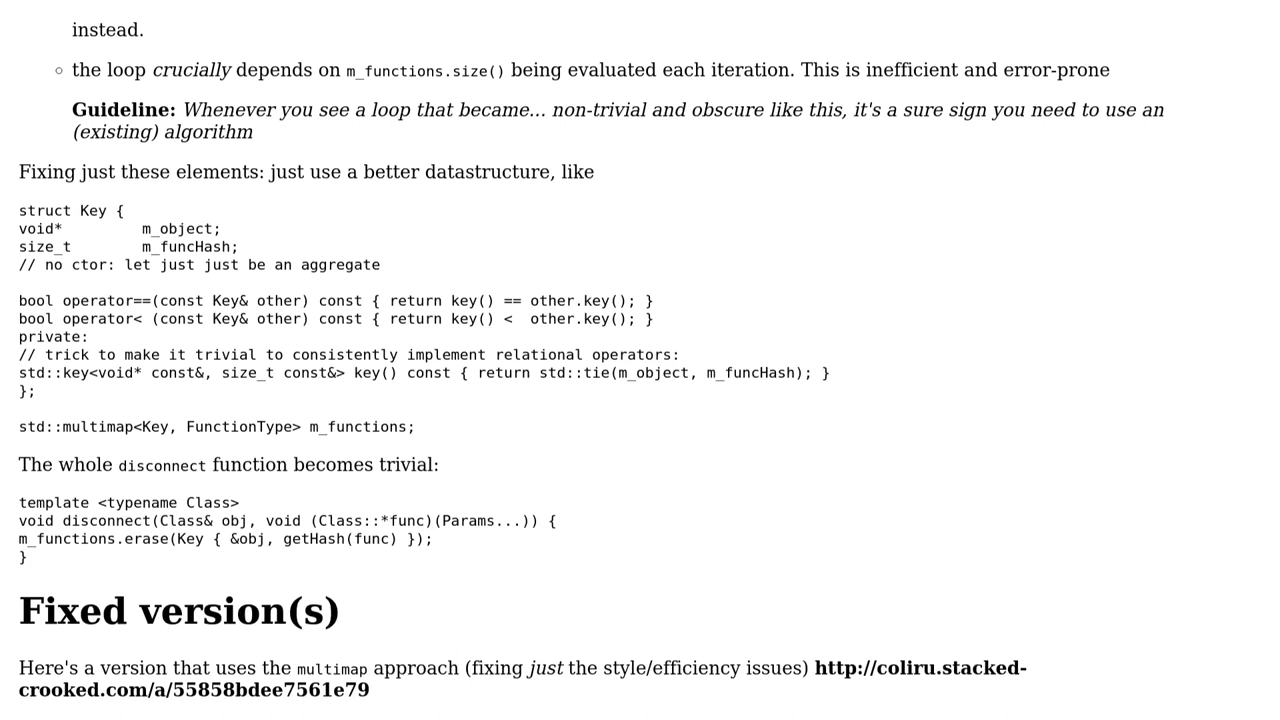 instead.
◦ the loop crucially depends on m_functions.size() being evaluated each iteration. This is inefficient and error-prone
Guideline: Whenever you see a loop that became... non-trivial and obscure like this, it's a sure sign you need to use an
(existing) algorithm
Fixing just these elements: just use a better datastructure, like
struct Key {
void*         m_object;
size_t        m_funcHash;
// no ctor: let just just be an aggregate
bool operator==(const Key& other) const { return key() == other.key(); }
bool operator< (const Key& other) const { return key() <  other.key(); }
private:
// trick to make it trivial to consistently implement relational operators:
std::key<void* const&, size_t const&> key() const { return std::tie(m_object, m_funcHash); }
};
std::multimap<Key, FunctionType> m_functions;
The whole disconnect function becomes trivial:
template <typename Class>
void disconnect(Class& obj, void (Class::*func)(Params...)) {
m_functions.erase(Key { &obj, getHash(func) });
}
Fixed version(s)
Here's a version that uses the multimap approach (fixing just the style/efficiency issues) http://coliru.stacked-
crooked.com/a/55858bdee7561e79